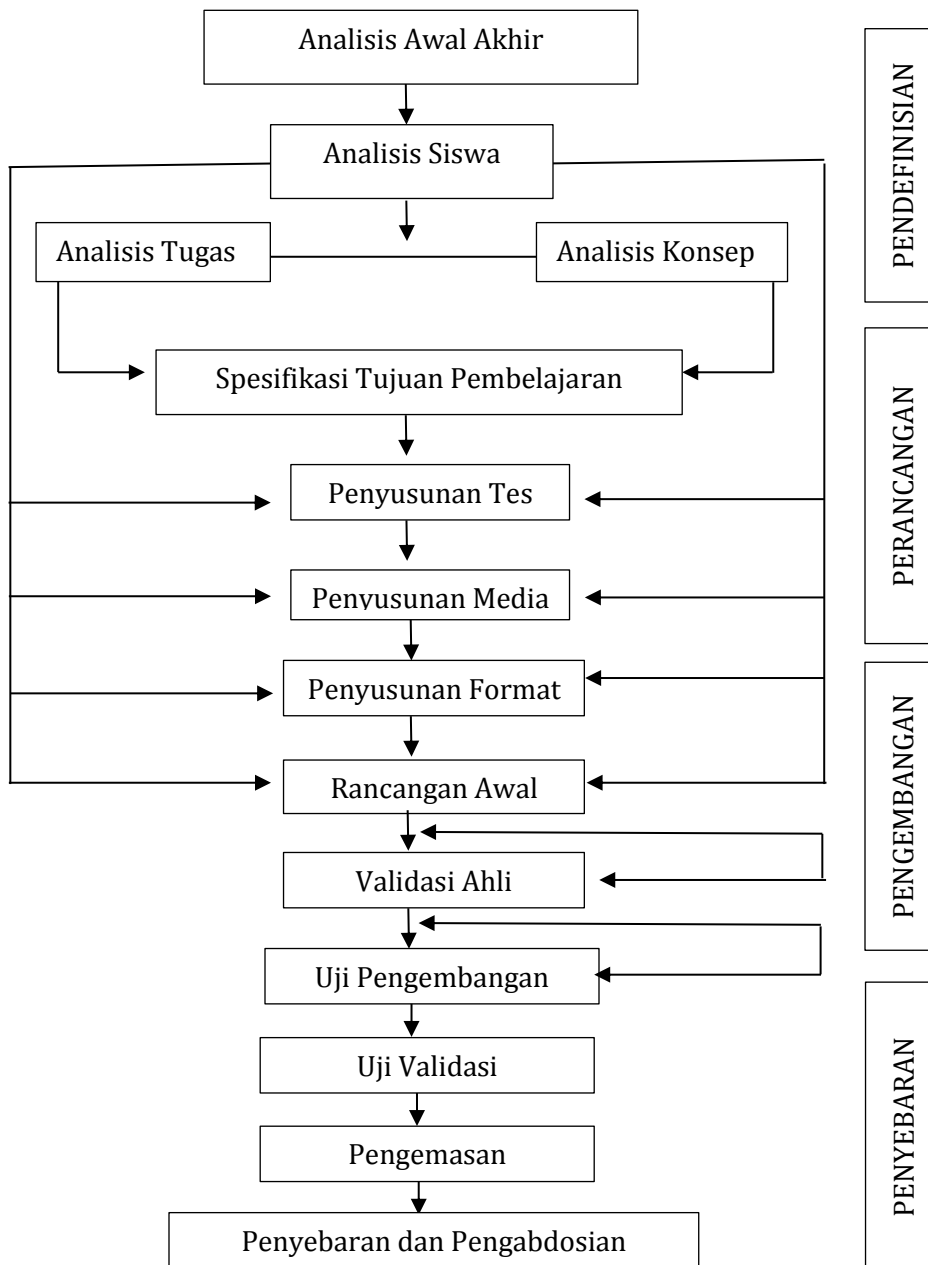 Analisis Awal Akhir
Analisis Siswa
Analisis Tugas
Analisis Konsep
Spesifikasi Tujuan Pembelajaran
Penyusunan Tes
Penyusunan Media
Penyusunan Format
Rancangan Awal
Validasi Ahli
Uji Pengembangan
Uji Validasi
Pengemasan
Penyebaran dan Pengabdosian
PENDEFINISIAN
PERANCANGAN
PENGEMBANGAN
PENYEBARAN